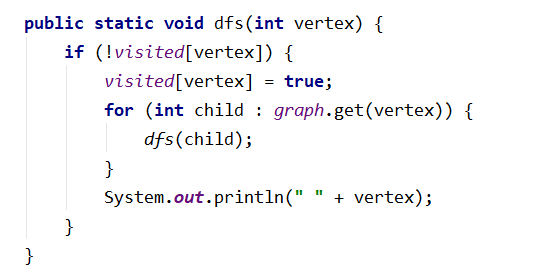 public static void dfs(int vertex) {
    if (!visited[vertex]) {
        visited[vertex] = true;
        for (int child : graph.get(vertex)) {
            dfs(child);
        }
        System.out.println(" " + vertex);
    }
}